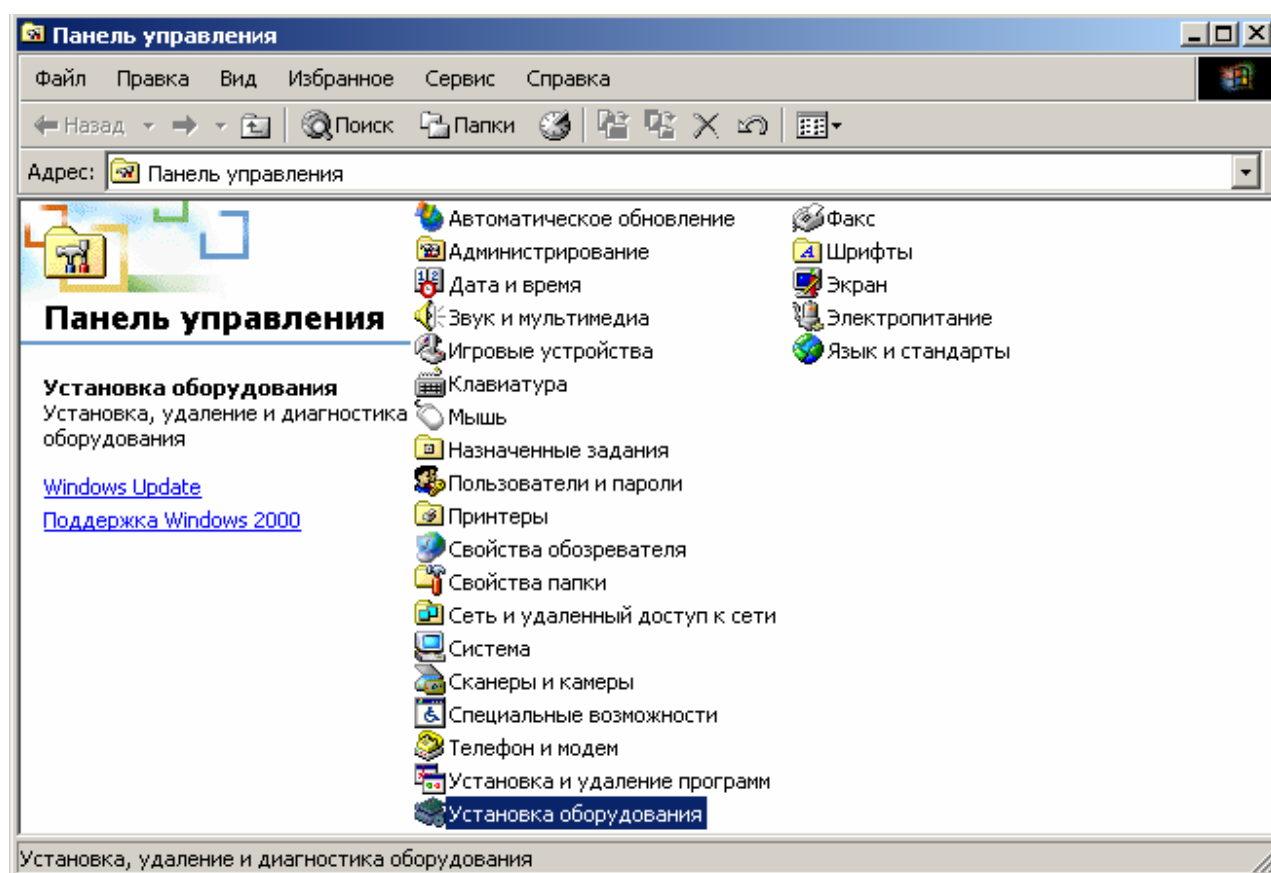 Панель управления
Файл Правка Вид Избранное Сервис Справка
Назад Поиск Папки
Адрес: Панель управления
Панель управления
Установка оборудования
Установка, удаление и диагностика
оборудования
Windows Update
Поддержка Windows 2000
Автоматическое обновление
Администрирование
Дата и время
Звук и мультимедиа
Игровые устройства
Клавиатура
Мышь
Назначенные задания
Пользователи и пароли
Принтеры
Свойства обозревателя
Свойства папки
Сеть и удаленный доступ к сети
Система
Сканеры и камеры
Специальные возможности
Телефон и модем
Установка и удаление программ
Установка оборудования
Факс
Шрифты
Экран
Электропитание
Язык и стандарты
Установка, удаление и диагностика оборудования